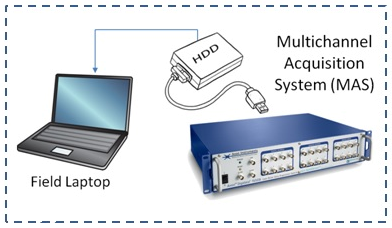 HDD
Multichannel
Acquisition
System (MAS)
Field Laptop